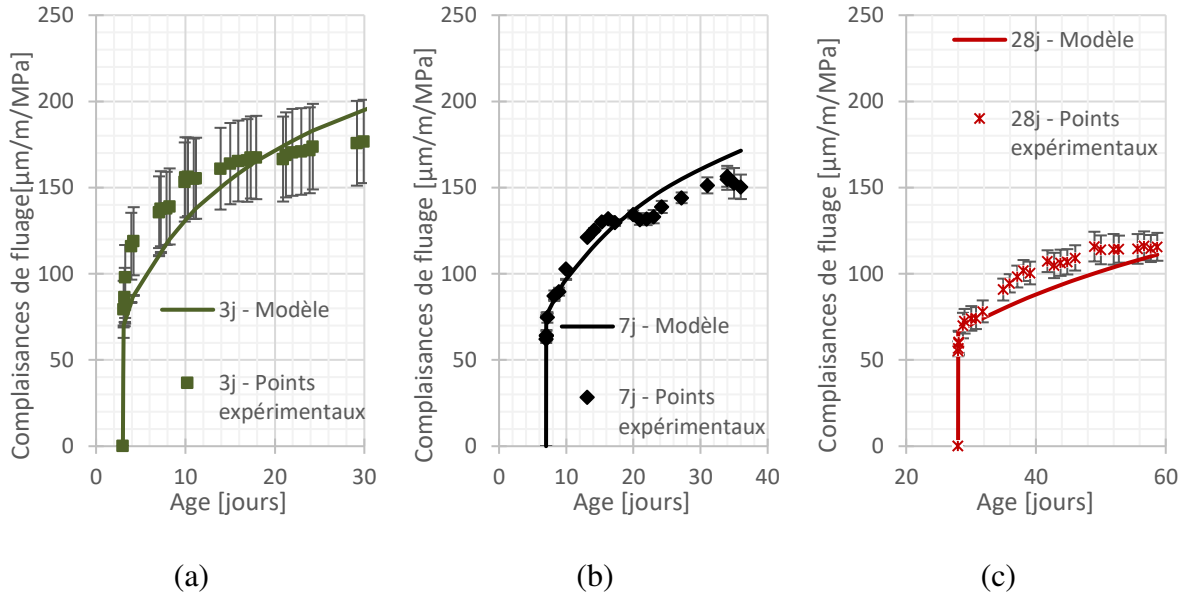 Complaisances de fluage[µm/m/MPa]
250
200
150
100
50
0
0
10
20
30
Age [jours]
3j - Modèle
3j - Points
expérimentaux
(a)
Complaisances de fluage [µm/m/MPa]
250
200
150
100
50
0
0
10
20
30
40
Age [jours]
7j - Modèle
7j - Points
expérimentaux
(b)
Complaisances de fluage [µm/m/MPa]
250
200
150
100
50
0
20
40
60
Age [jours]
28j - Modèle
28j - Points
expérimentaux
(c)